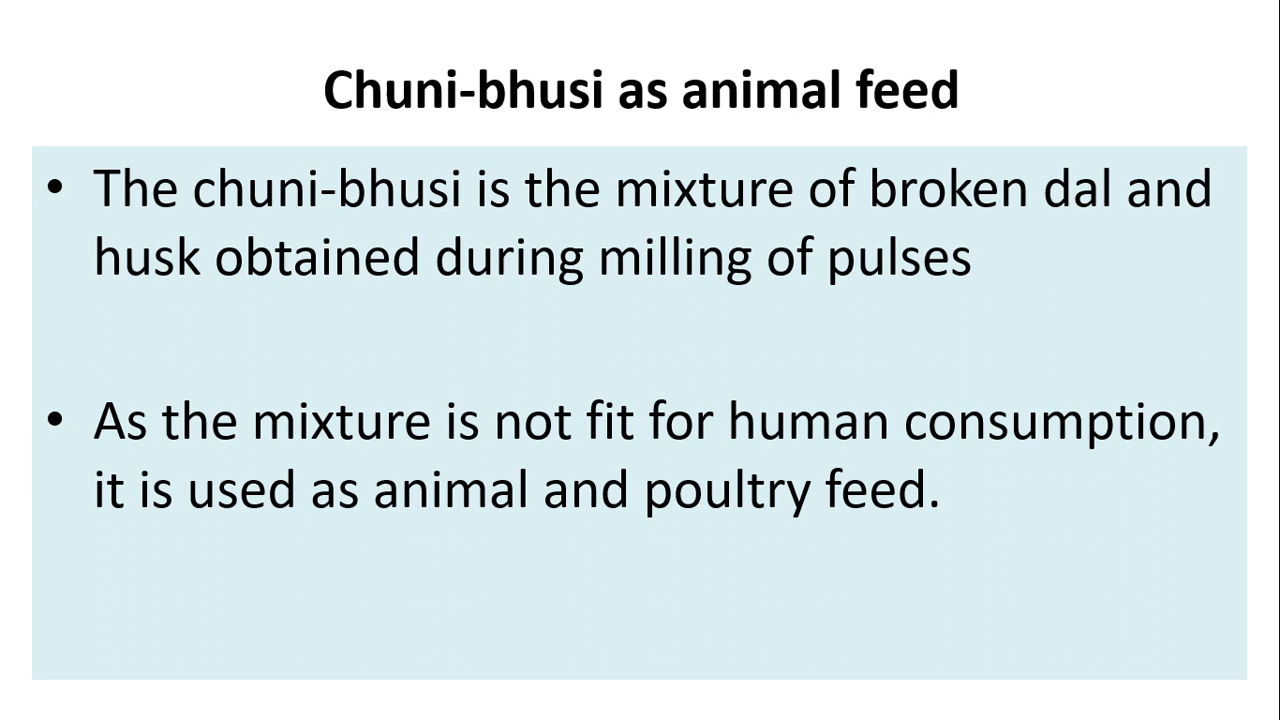 Chuni-bhusi as animal feed
• The chuni-bhusi is the mixture of broken dal and
husk obtained during milling of pulses
• As the mixture is not fit for human consumption,
it is used as animal and poultry feed.